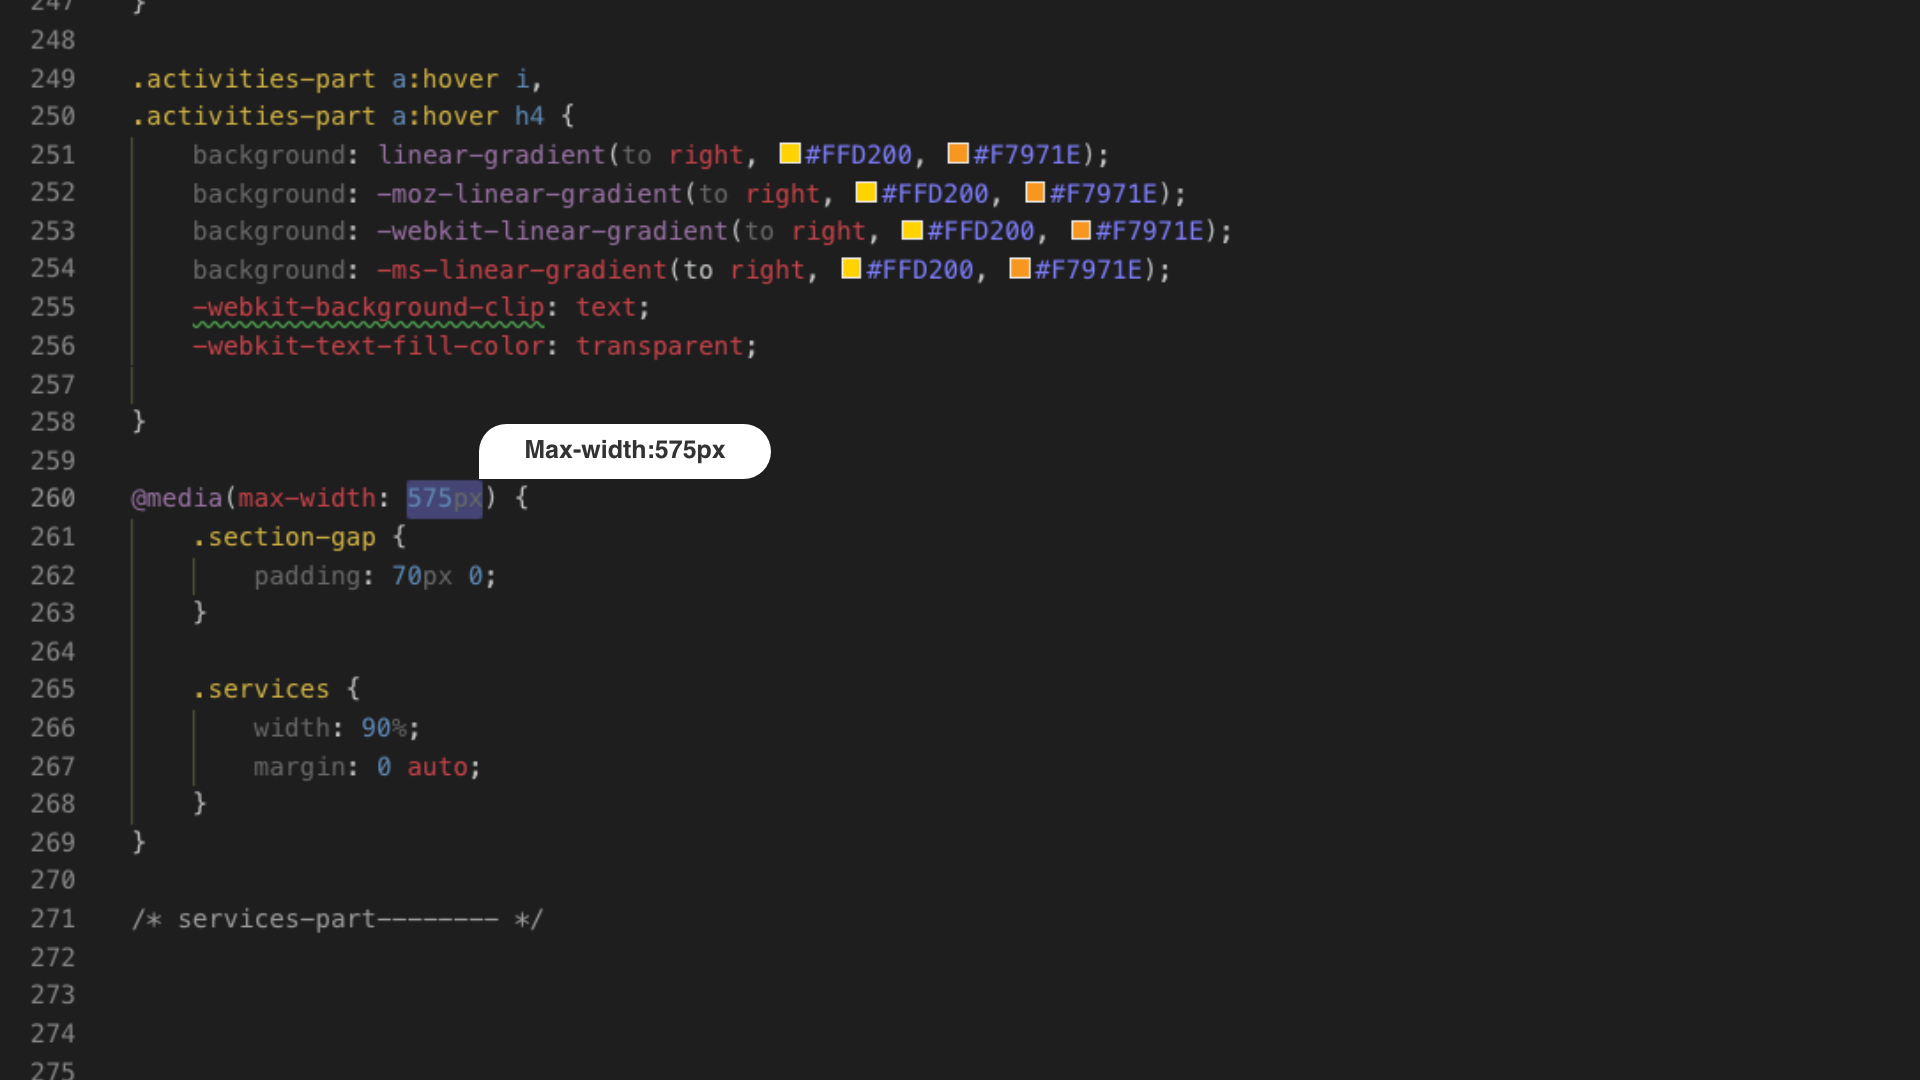 247 }
248
249 .activities-part a:hover i,
250 .activities-part a:hover h4 {
251 background: linear-gradient(to right, #FFD200, #F7971E);
252 background: -moz-linear-gradient(to right, #FFD200, #F7971E);
253 background: -webkit-linear-gradient(to right, #FFD200, #F7971E);
254 background: -ms-linear-gradient(to right, #FFD200, #F7971E);
255 -webkit-background-clip: text;
256 -webkit-text-fill-color: transparent;
257
258 }
Max-width:575px
259
260 @media(max-width: 575px) {
261 .section-gap {
262 padding: 70px 0;
263 }
264
265 .services {
266 width: 90%;
267 margin: 0 auto;
268 }
269 }
270
271 /* services-part-------- */
272
273
274
275